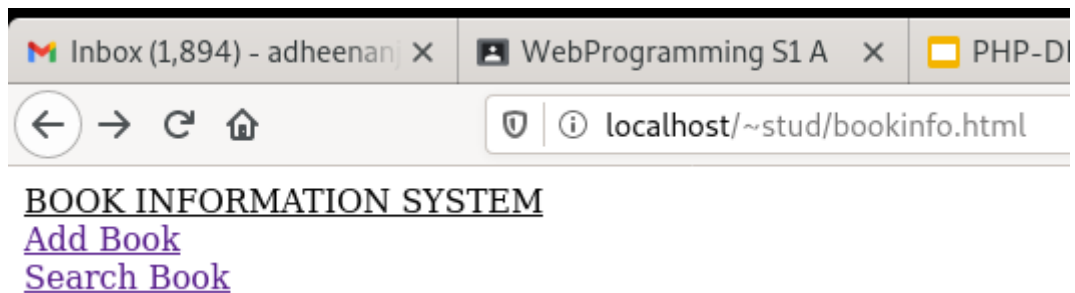 Inbox (1,894) - adheenanj
WebProgramming S1 A
PHP-D
localhost/~stud/bookinfo.html
BOOK INFORMATION SYSTEM
Add Book
Search Book